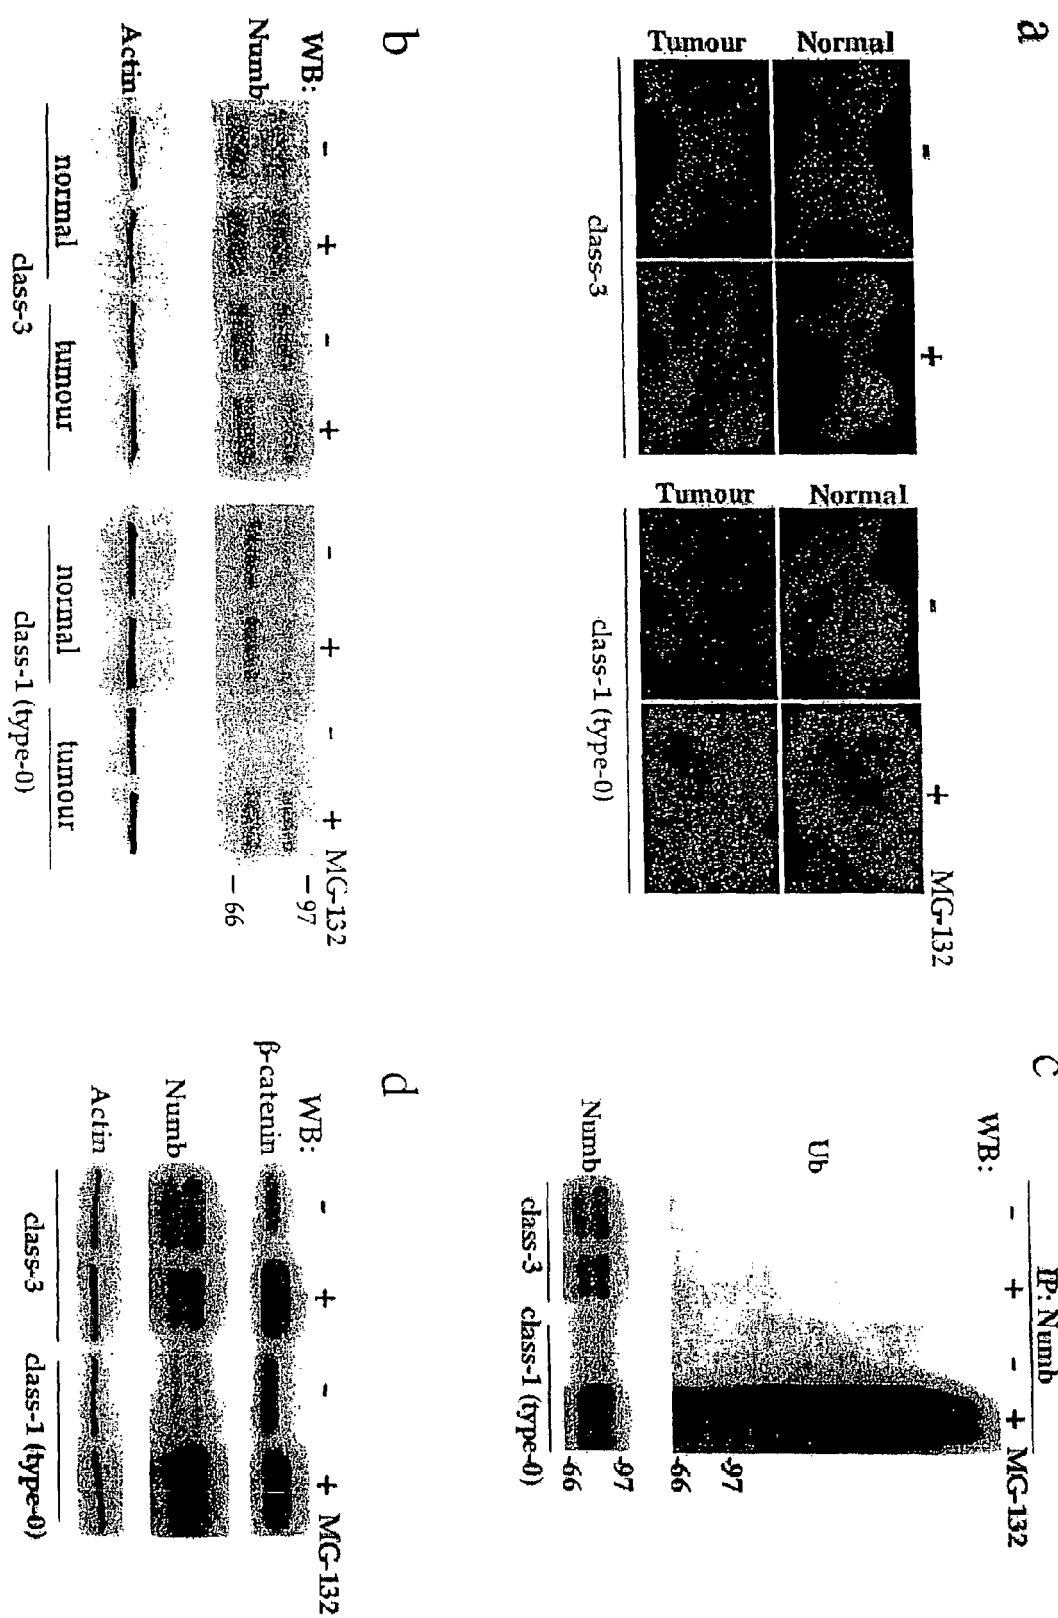 a
- + - + MG-132
Normal Normal
Tumour Tumour
class-3 class-1 (type-0)
b
WB: - + - + - + - + MG-132
Numb -97
-66
Actin
normal tumour normal tumour
class-3 class-1 (type-0)
c
IP: Numb
WB: - + - + MG-132
Ub
-97
-66
Numb -97
-66
class-3 class-1 (type-0)
d
WB: - + - + MG-132
β-catenin
Numb
Actin
class-3 class-1 (type-0)